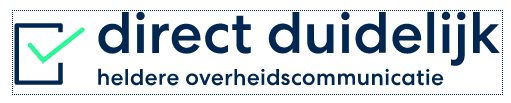 direct duidelijk
heldere overheidscommunicatie